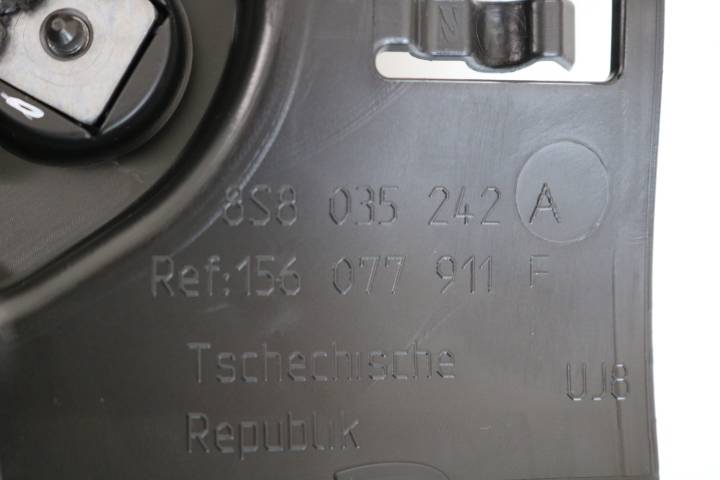 N
8S8 035 242 A
Ref:156 077 911 F
Tschechische
Republik
UJ8